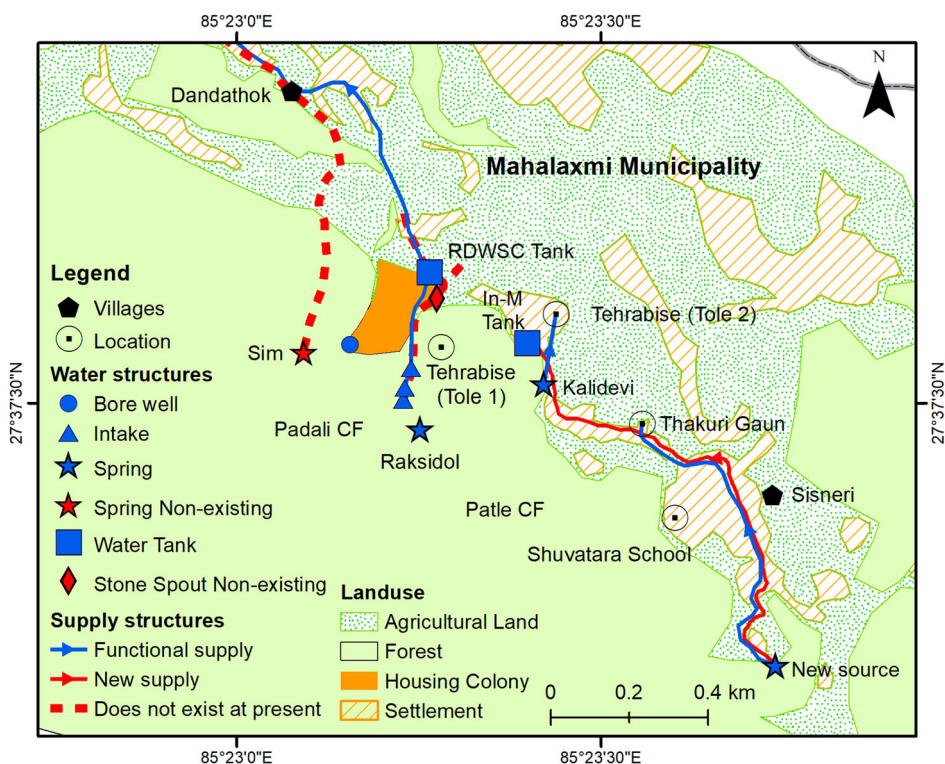 85°23'0"E
85°23'30"E
N
Dandathok
Mahalaxmi Municipality
RDWSC Tank
In-M
Tank
Tehrabise (Tole 2)
Sim
Kalidevi
Tehrabise
(Tole 1)
27°37'30"N
27°37'30"N
Padali CF
Thakuri Gaun
Raksidol
Sisneri
Patle CF
Shuvatara School
New source
Legend
Villages
Location
Water structures
Bore well
Intake
Spring
Spring Non-existing
Water Tank
Stone Spout Non-existing
Supply structures
Functional supply
New supply
Does not exist at present
Landuse
Agricultural Land
Forest
Housing Colony
Settlement
0 0.2 0.4 km
85°23'0"E
85°23'30"E